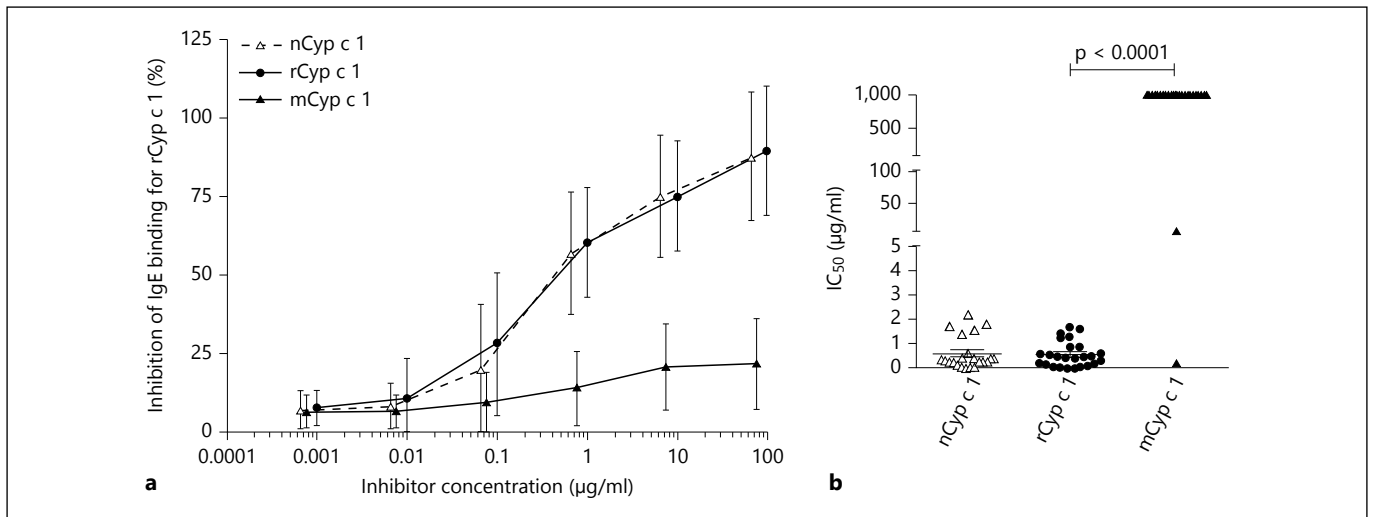 Inhibition of IgE binding for rCyp c 1 (%)
125
100
75
50
25
0
nCyp c 1
rCyp c 1
mCyp c 1
0.0001 0.001 0.01 0.1 1 10 100
Inhibitor concentration (µg/ml)
a
p < 0.0001
IC50 (µg/ml)
1,000
500
100
50
5
4
3
2
1
0
nCyp c 1
rCyp c 1
mCyp c 1
b